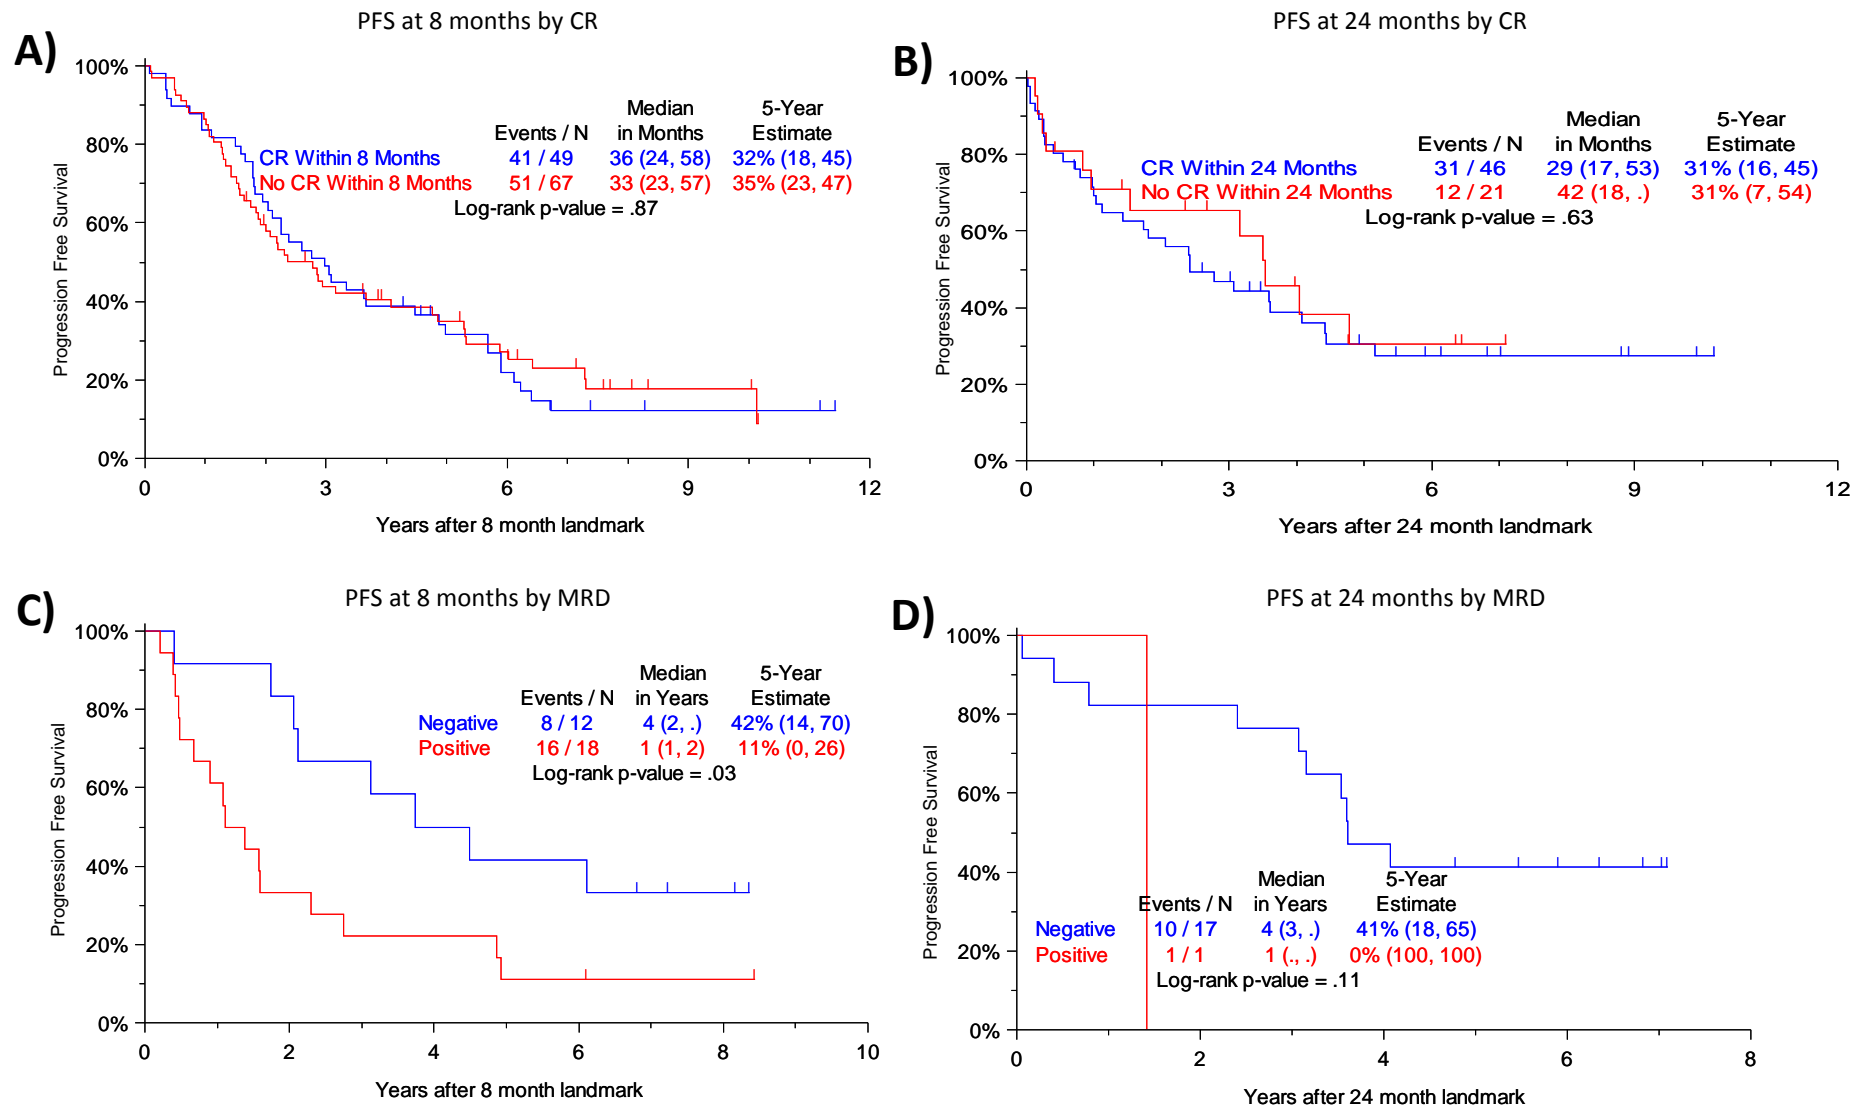 A)
PFS at 8 months by CR
100%
80%
60%
40%
20%
0%
Progression Free Survival
Median 5-Year
Events / N in Months Estimate
CR Within 8 Months 41 / 49 36 (24, 58) 32% (18, 45)
No CR Within 8 Months 51 / 67 33 (23, 57) 35% (23, 47)
Log-rank p-value = .87
0 3 6 9 12
Years after 8 month landmark
B)
PFS at 24 months by CR
100%
80%
60%
40%
20%
0%
Progression Free Survival
Median 5-Year
Events / N in Months Estimate
CR Within 24 Months 31 / 46 29 (17, 53) 31% (16, 45)
No CR Within 24 Months 12 / 21 42 (18, .) 31% (7, 54)
Log-rank p-value = .63
0 3 6 9 12
Years after 24 month landmark
C)
PFS at 8 months by MRD
100%
80%
60%
40%
20%
0%
Progression Free Survival
Median 5-Year
Events / N in Years Estimate
Negative 8 / 12 4 (2, .) 42% (14, 70)
Positive 16 / 18 1 (1, 2) 11% (0, 26)
Log-rank p-value = .03
0 2 4 6 8 10
Years after 8 month landmark
D)
PFS at 24 months by MRD
100%
80%
60%
40%
20%
0%
Progression Free Survival
Median 5-Year
Events / N in Years Estimate
Negative 10 / 17 4 (3, .) 41% (18, 65)
Positive 1 / 1 1 (., .) 0% (100, 100)
Log-rank p-value = .11
0 2 4 6 8
Years after 24 month landmark